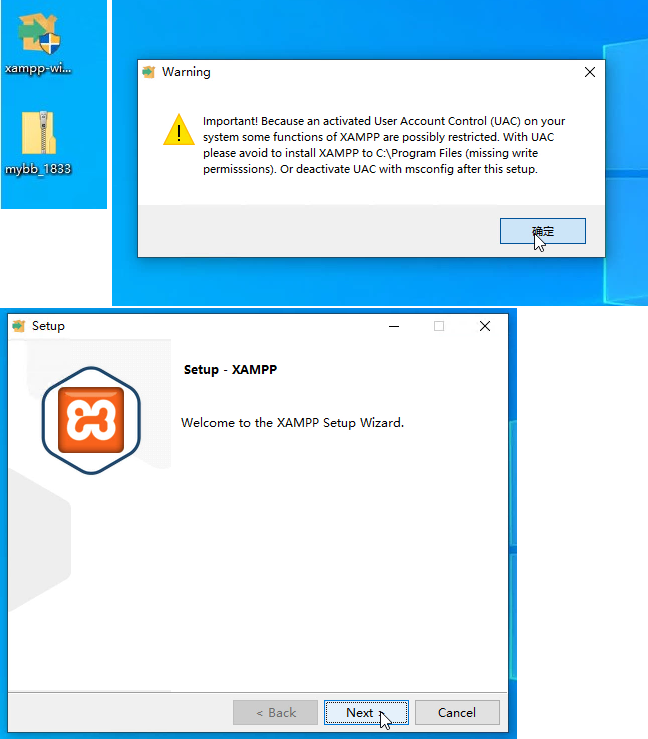 xampp-wi...
mybb_1833
Warning
Important! Because an activated User Account Control (UAC) on your
system some functions of XAMPP are possibly restricted. With UAC
please avoid to install XAMPP to C:\Program Files (missing write
permisssions). Or deactivate UAC with msconfig after this setup.
确定
Setup
Setup - XAMPP
Welcome to the XAMPP Setup Wizard.
< Back
Next >
Cancel